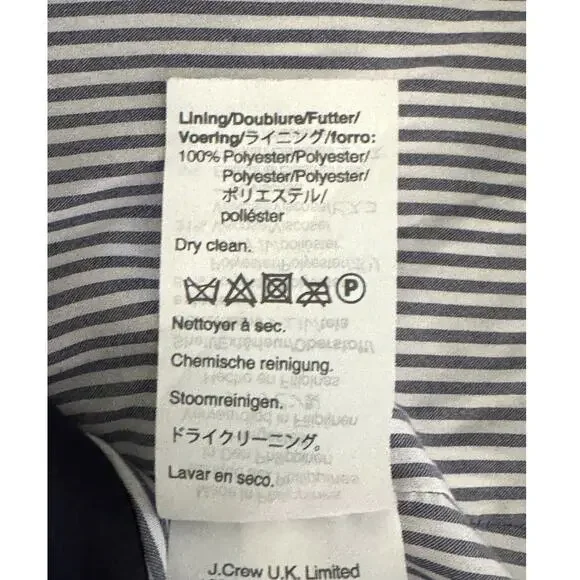 Lining/Doublure/Futter/
Voering/ライニング/forro:
100% Polyester/Polyester/
Polyester/Polyester/
ポリエステル/
poliéster
Dry clean.
P
Nettoyer à sec.
Chemische reinigung.
Stoomreinigen.
ドライクリーニング。
Lavar en seco.
J.Crew U.K. Limited